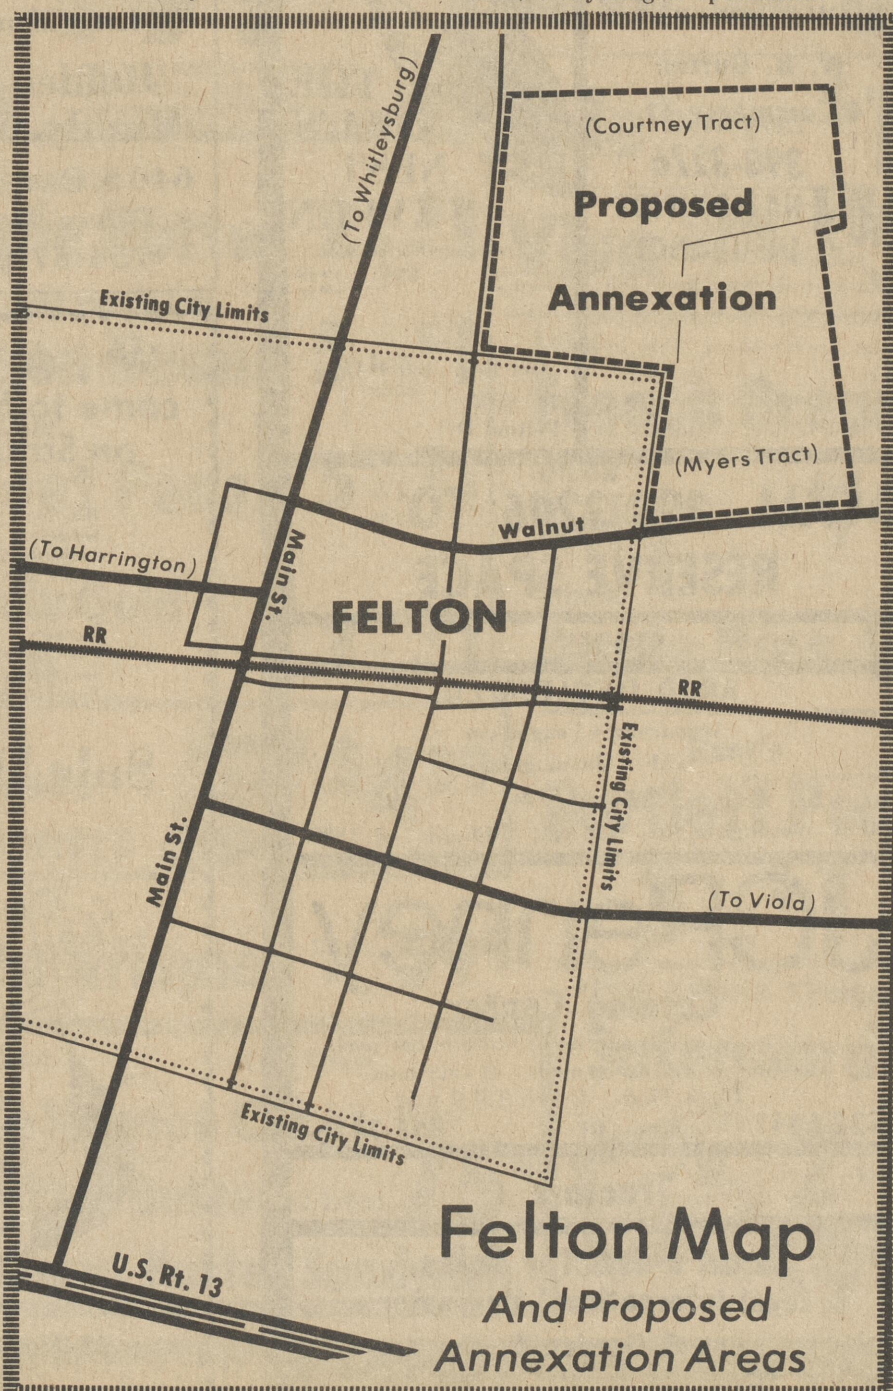 (To Whitleysburg)
(Courtney Tract)
Proposed
Annexation
Existing City Limits
(Myers Tract)
Walnut
(To Harrington)
Main St.
FELTON
RR
RR
Existing City Limits
Main St.
(To Viola)
Existing City Limits
U.S. Rt. 13
Felton Map
And Proposed
Annexation Areas